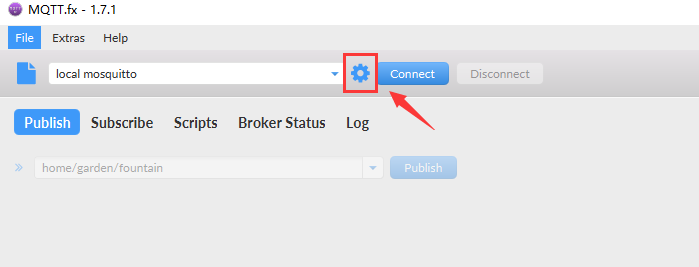 MQTT.fx - 1.7.1
File Extras Help
local mosquitto Connect Disconnect
Publish Subscribe Scripts Broker Status Log
home/garden/fountain Publish